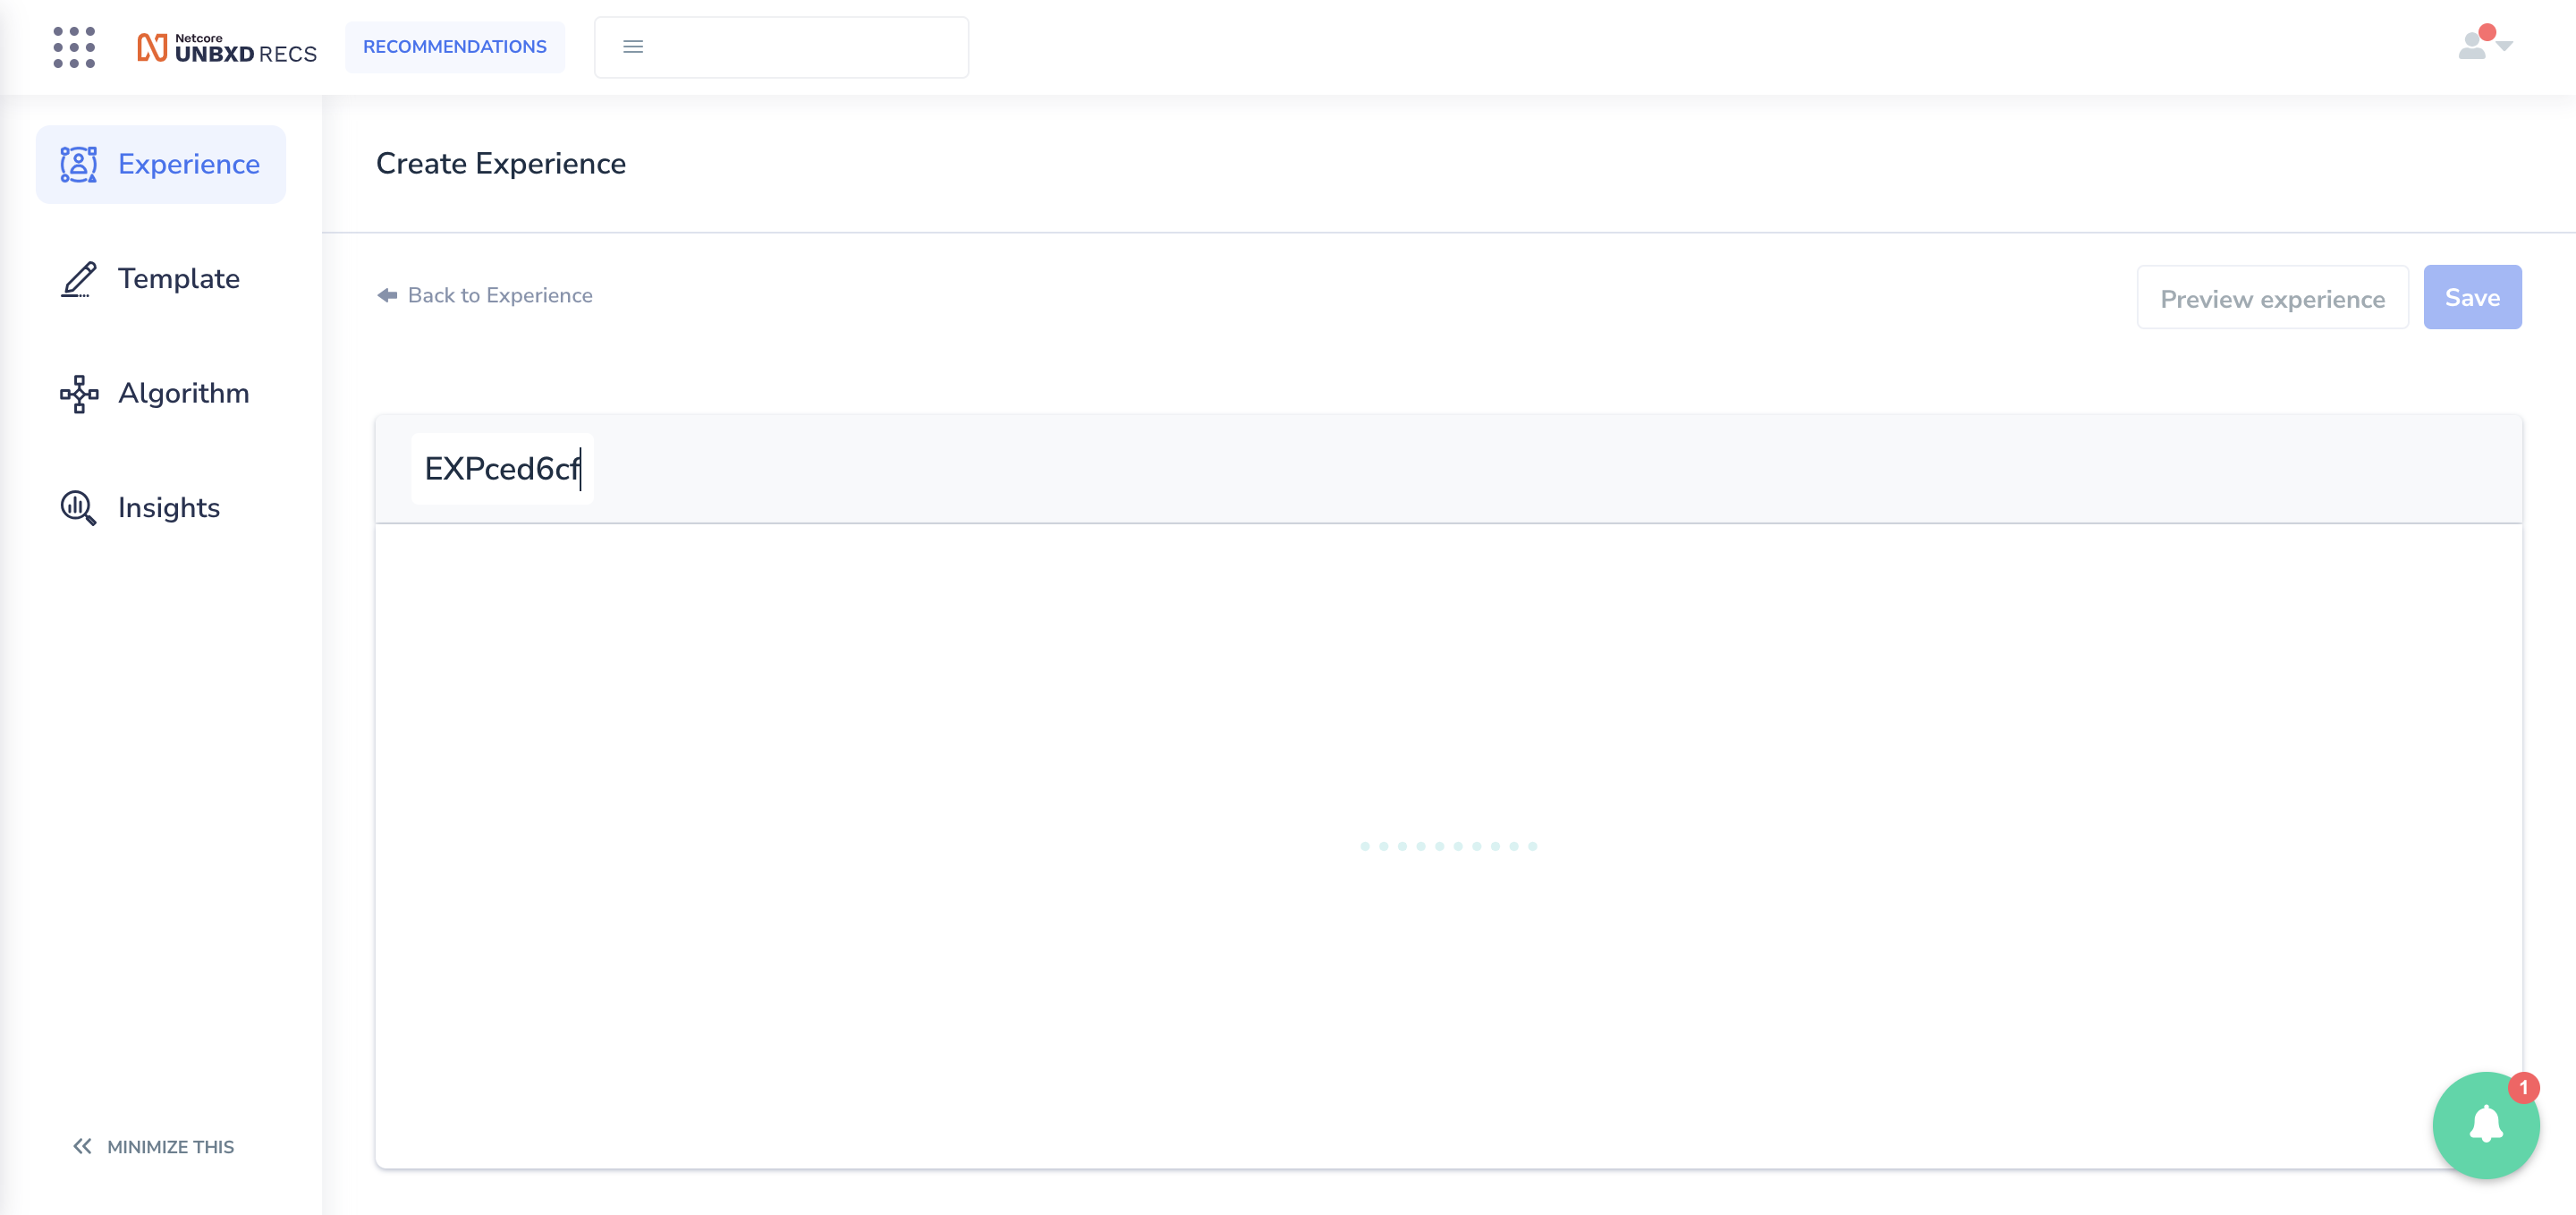 Netcore
UNBXD RECS
RECOMMENDATIONS
Experience
Template
Algorithm
Insights
MINIMIZE THIS
Create Experience
Back to Experience
Preview experience
Save
EXPced6cf
1